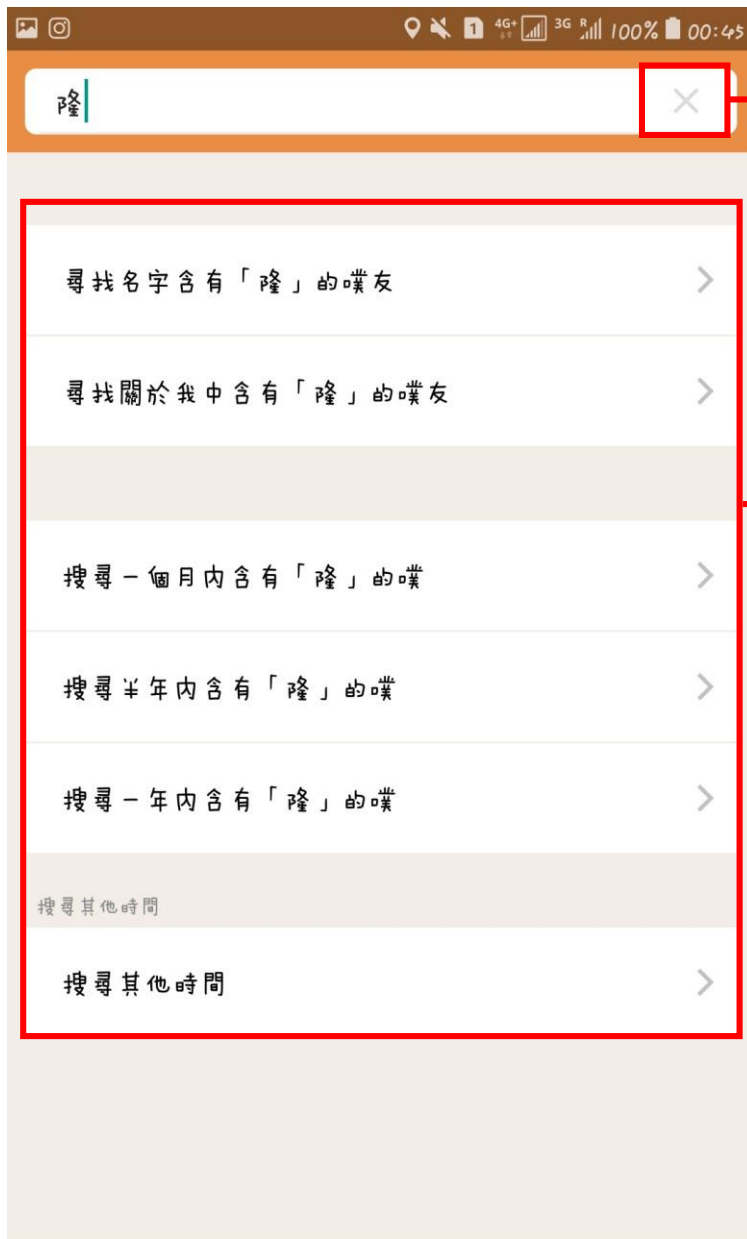 1 4G+ 3G R 100% 00:45
隆
尋找名字含有「隆」的噗友
尋找關於我中含有「隆」的噗友
搜尋一個月內含有「隆」的噗
搜尋半年內含有「隆」的噗
搜尋一年內含有「隆」的噗
搜尋其他時間
搜尋其他時間